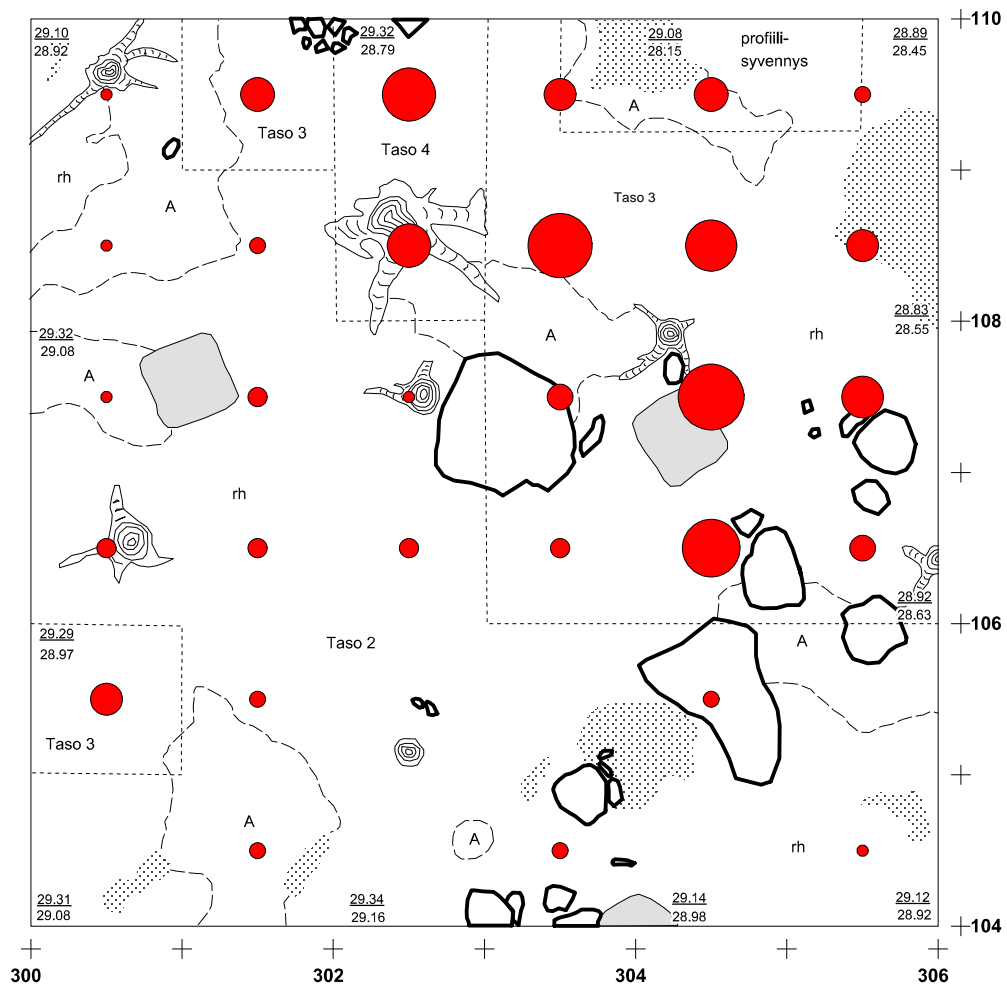 110
29.10
28.92
29.32
28.79
29.08
28.15
profiili-
syvennys
28.89
28.45
A
Taso 3
Taso 4
rh
A
Taso 3
108
28.83
28.55
29.32
29.08
A
rh
A
rh
28.92
28.63
106
29.29
28.97
Taso 2
A
Taso 3
A
A
rh
29.31
29.08
29.34
29.16
29.14
28.98
29.12
28.92
104
300
302
304
306